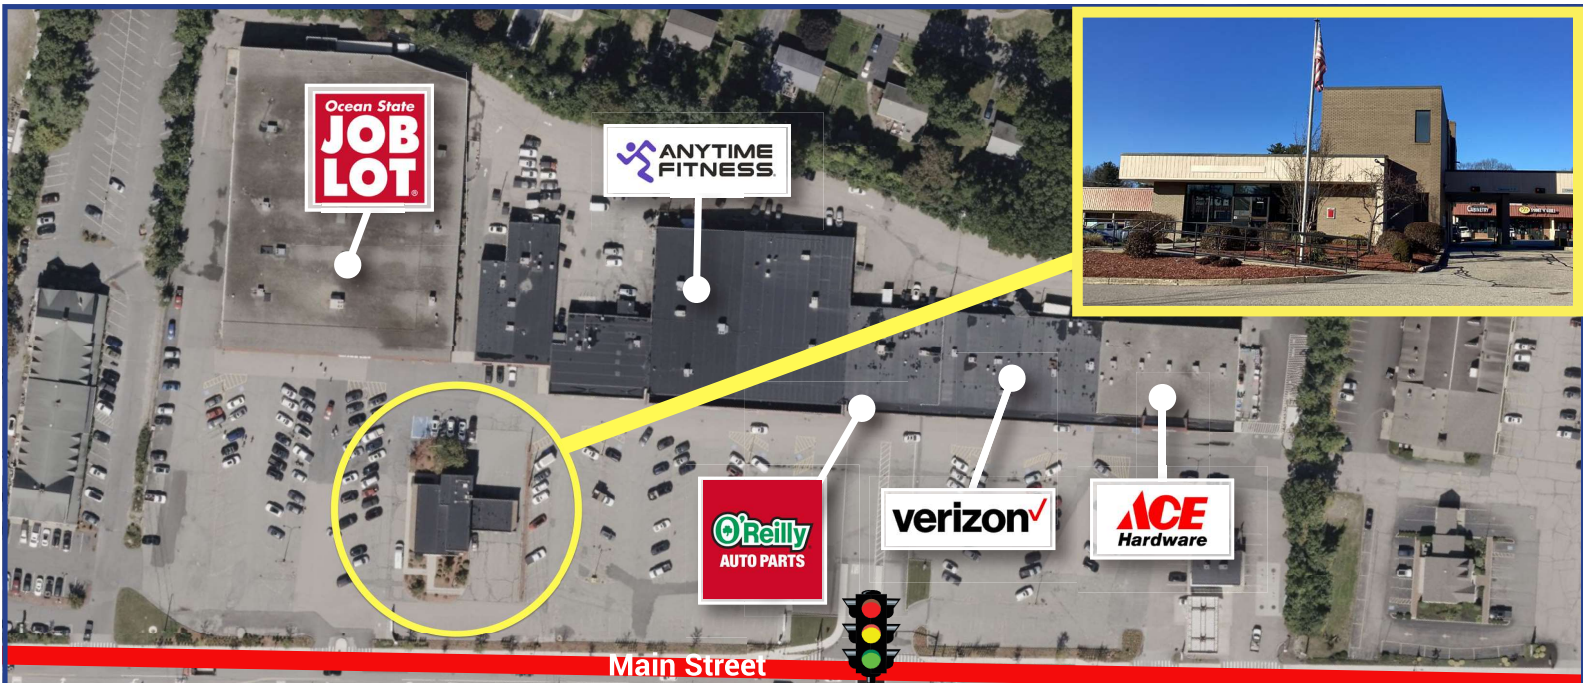 Ocean State
JOB
LOT®
ANYTIME
FITNESS.
O'Reilly
AUTO PARTS
verizon
ACE
Hardware
Main Street